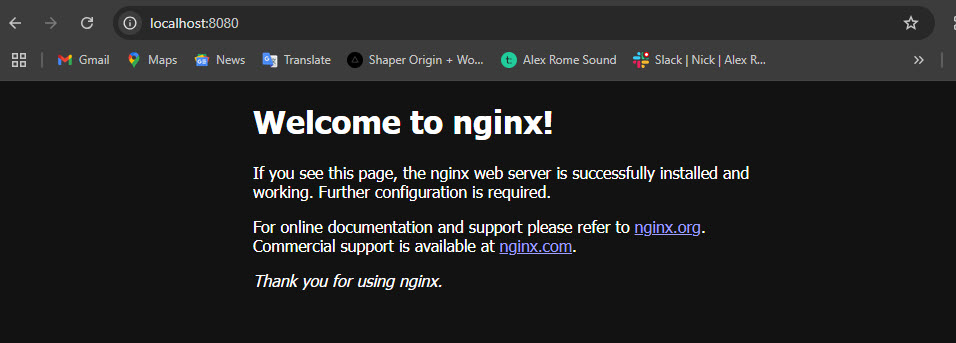 localhost:8080
Gmail Maps News Translate Shaper Origin + Wo... Alex Rome Sound Slack | Nick | Alex R...
Welcome to nginx!
If you see this page, the nginx web server is successfully installed and
working. Further configuration is required.
For online documentation and support please refer to nginx.org.
Commercial support is available at nginx.com.
Thank you for using nginx.